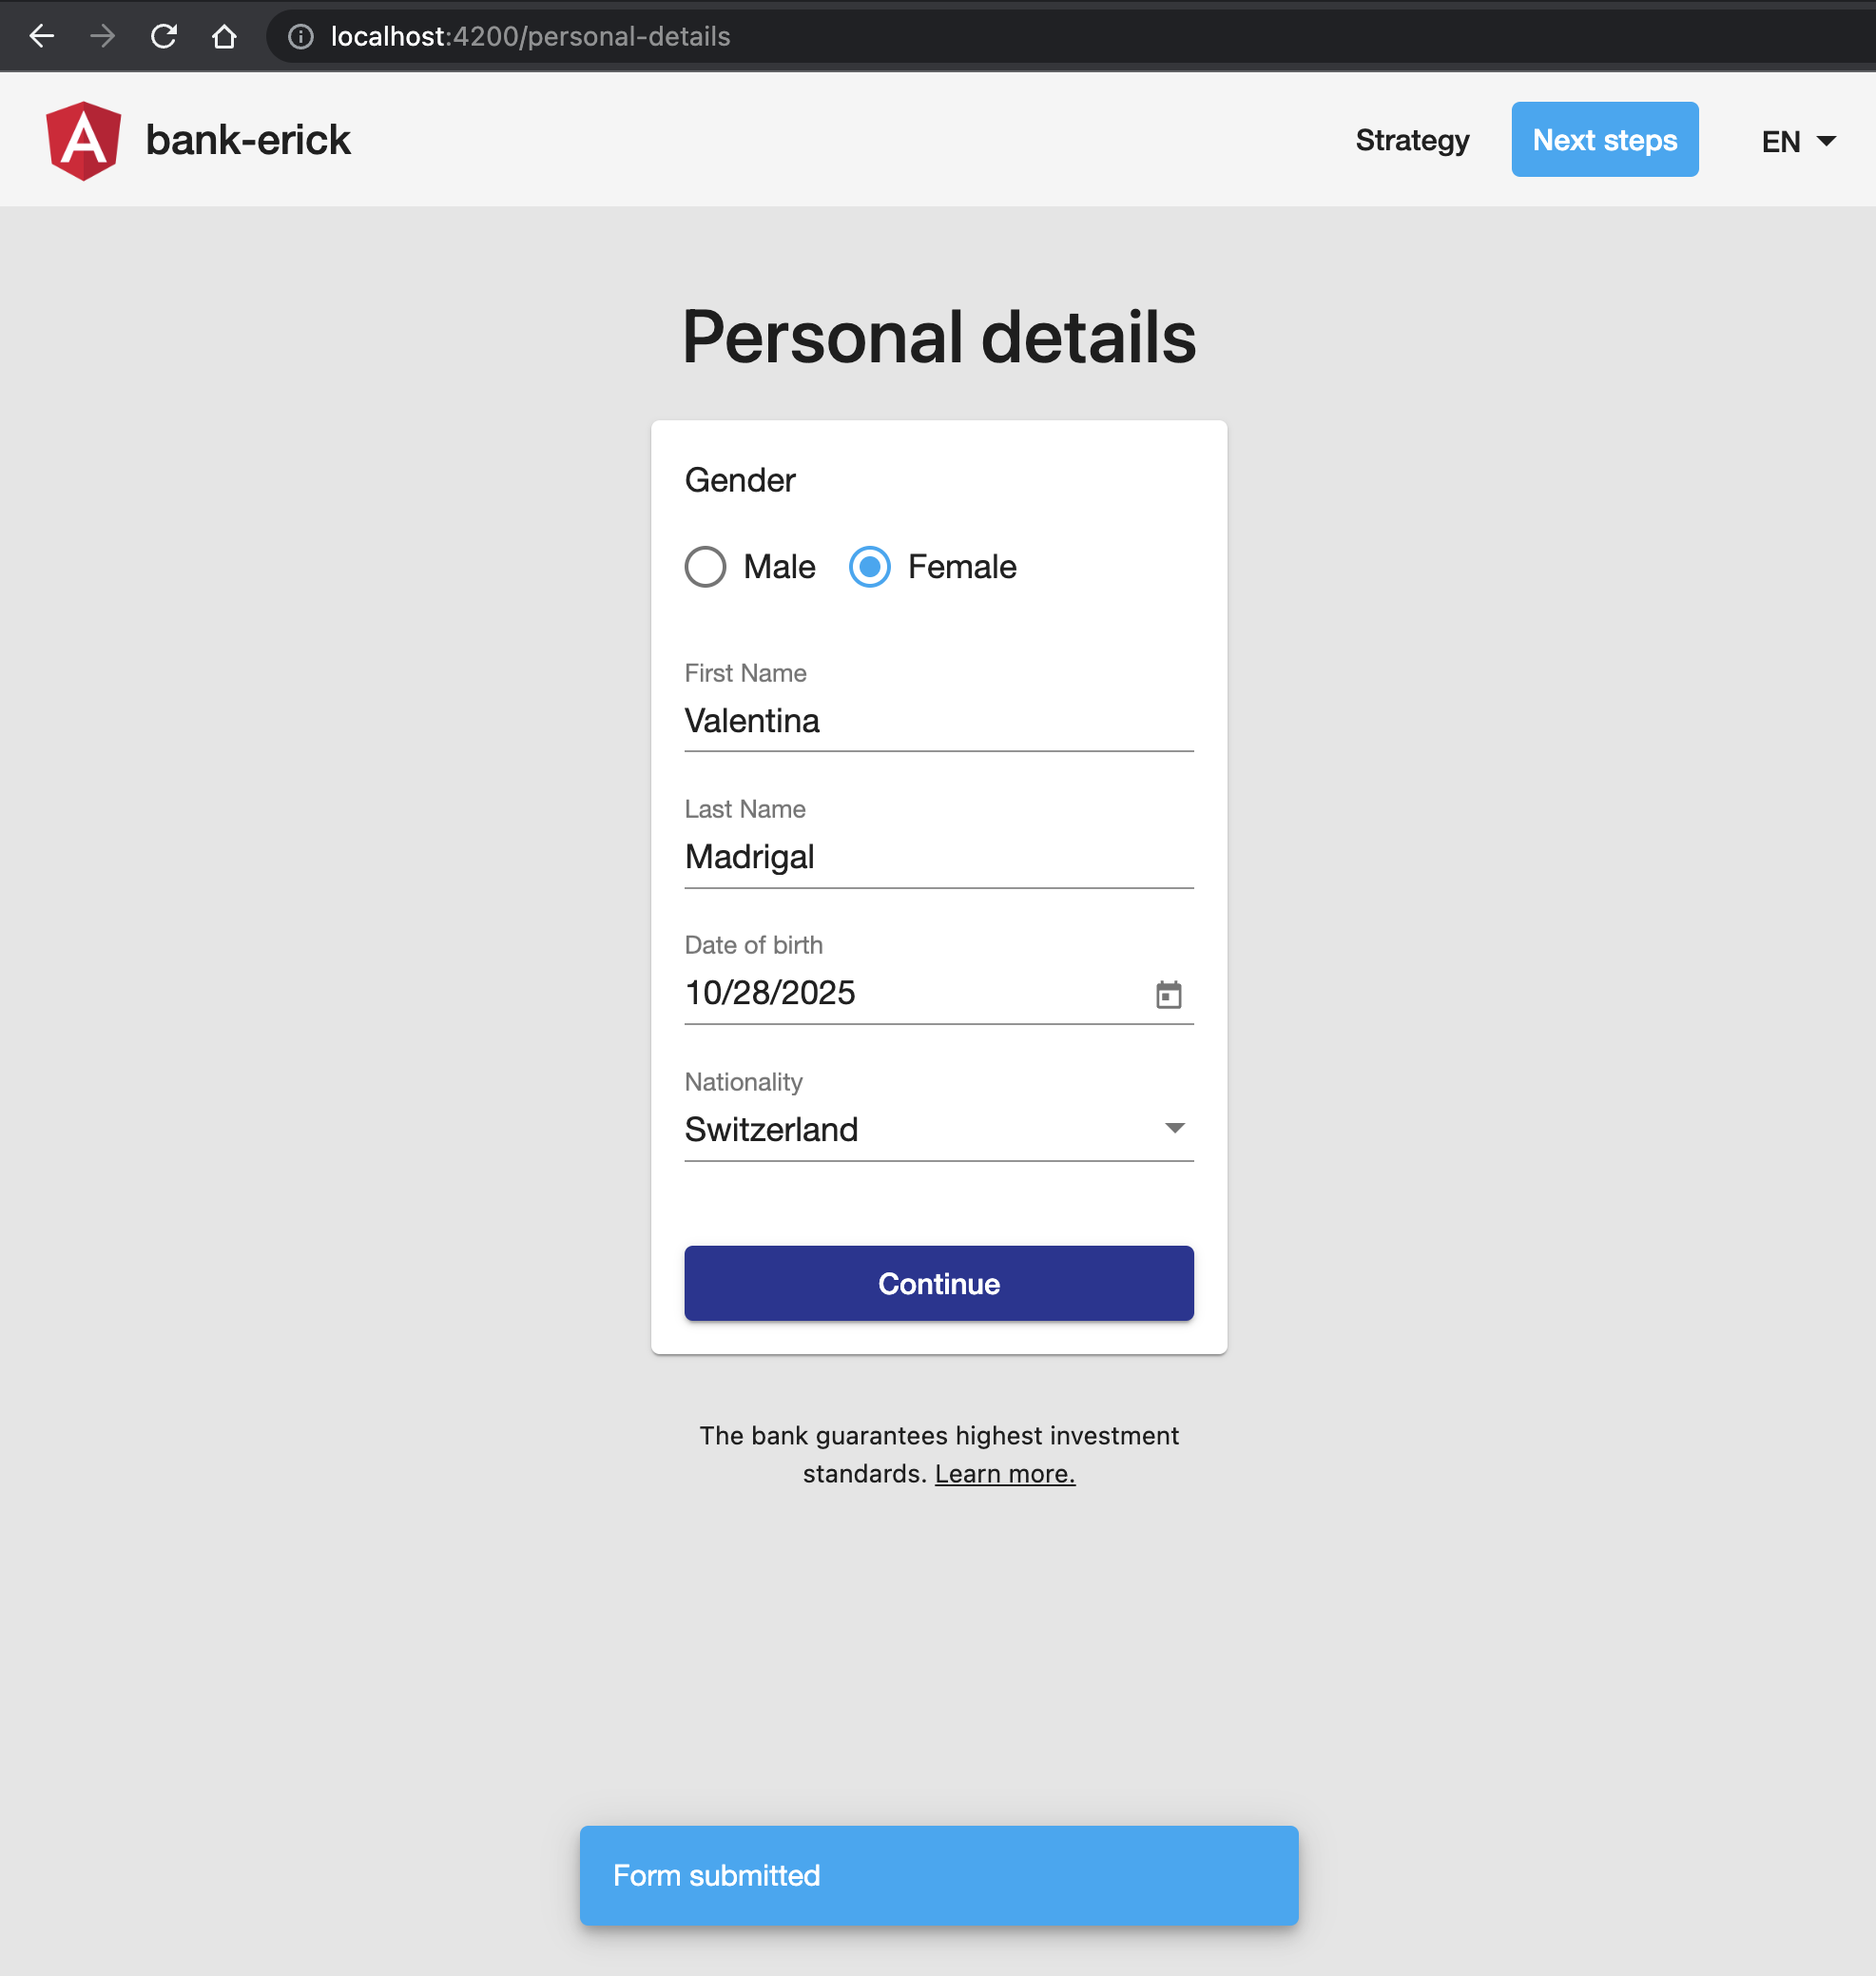 localhost:4200/personal-details
bank-erick
Strategy
Next steps
EN
Personal details
Gender
Male
Female
First Name
Valentina
Last Name
Madrigal
Date of birth
10/28/2025
Nationality
Switzerland
Continue
The bank guarantees highest investment
standards. Learn more.
Form submitted